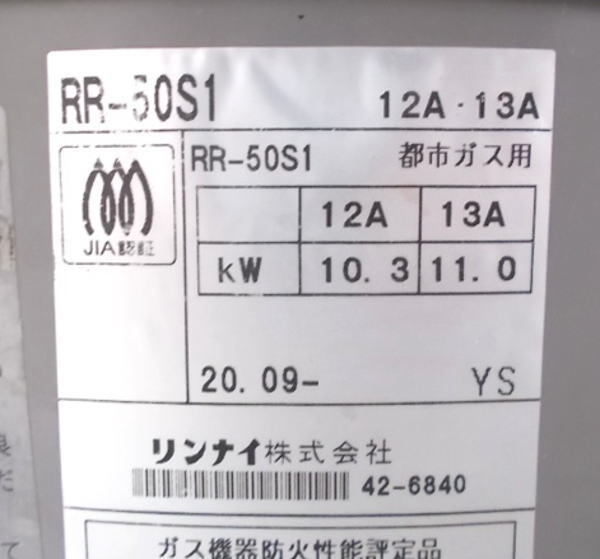 RR-50S1 12A・13A
RR-50S1 都市ガス用
JIA認証
12A 13A
kW 10.3 11.0
20.09- YS
リンナイ株式会社
42-6840
ガス機器防火性能評定品